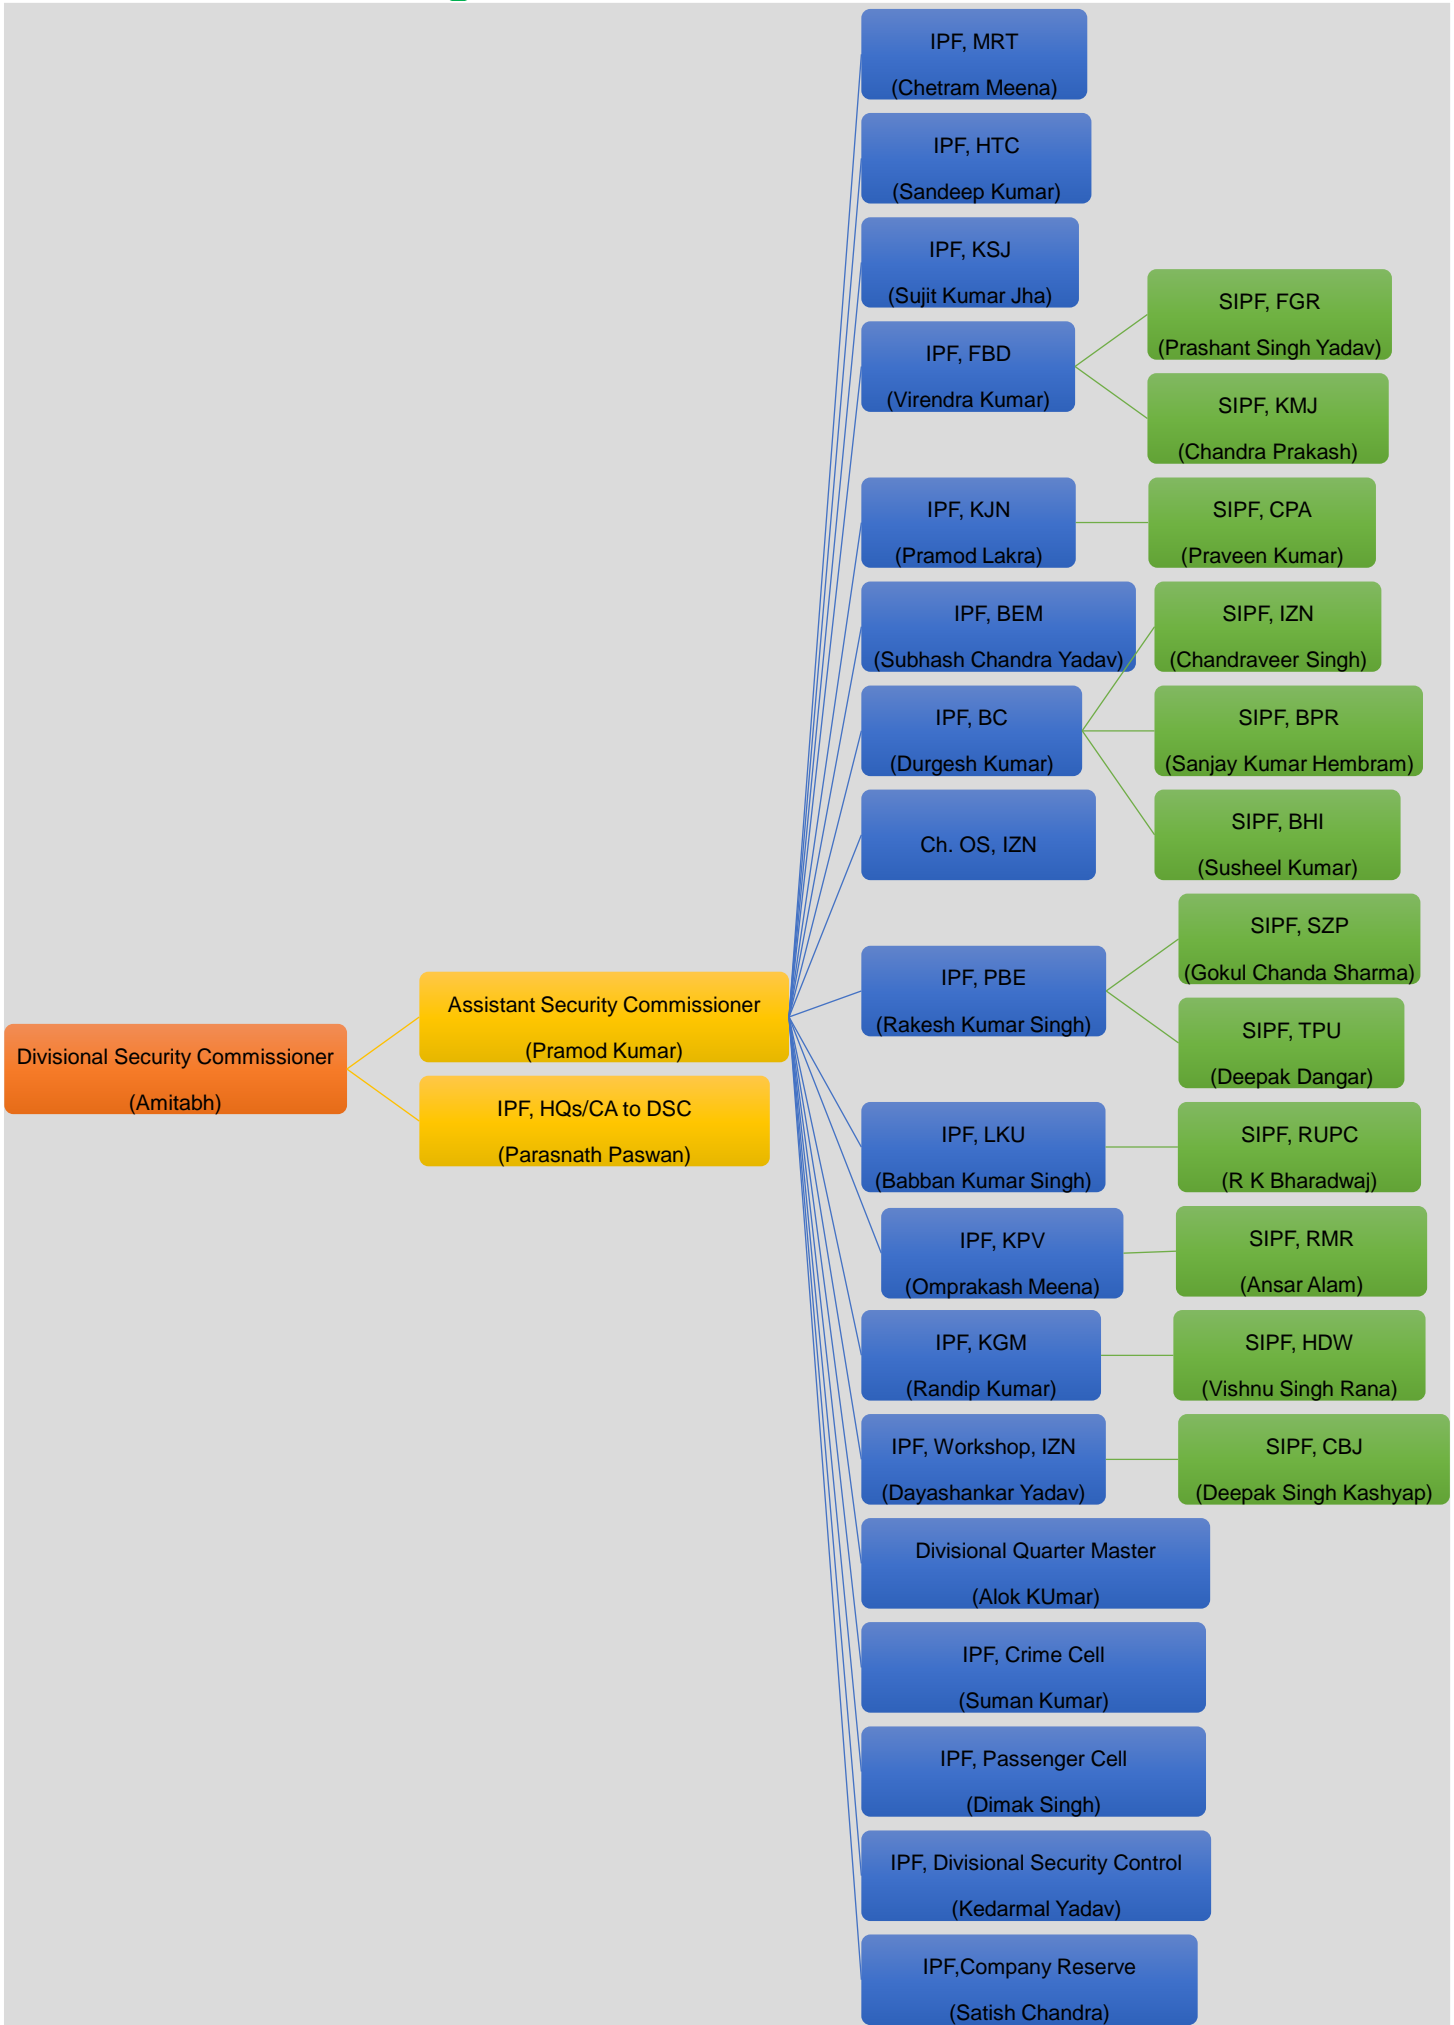 Divisional Security Commissioner
(Amitabh)
Assistant Security Commissioner
(Pramod Kumar)
IPF, HQs/CA to DSC
(Parasnath Paswan)
IPF, MRT
(Chetram Meena)
IPF, HTC
(Sandeep Kumar)
IPF, KSJ
(Sujit Kumar Jha)
IPF, FBD
(Virendra Kumar)
SIPF, FGR
(Prashant Singh Yadav)
SIPF, KMJ
(Chandra Prakash)
IPF, KJN
(Pramod Lakra)
SIPF, CPA
(Praveen Kumar)
IPF, BEM
(Subhash Chandra Yadav)
IPF, BC
(Durgesh Kumar)
SIPF, IZN
(Chandraveer Singh)
SIPF, BPR
(Sanjay Kumar Hembram)
SIPF, BHI
(Susheel Kumar)
Ch. OS, IZN
IPF, PBE
(Rakesh Kumar Singh)
SIPF, SZP
(Gokul Chanda Sharma)
SIPF, TPU
(Deepak Dangar)
IPF, LKU
(Babban Kumar Singh)
SIPF, RUPC
(R K Bharadwaj)
IPF, KPV
(Omprakash Meena)
SIPF, RMR
(Ansar Alam)
IPF, KGM
(Randip Kumar)
SIPF, HDW
(Vishnu Singh Rana)
IPF, Workshop, IZN
(Dayashankar Yadav)
SIPF, CBJ
(Deepak Singh Kashyap)
Divisional Quarter Master
(Alok KUmar)
IPF, Crime Cell
(Suman Kumar)
IPF, Passenger Cell
(Dimak Singh)
IPF, Divisional Security Control
(Kedarmal Yadav)
IPF,Company Reserve
(Satish Chandra)